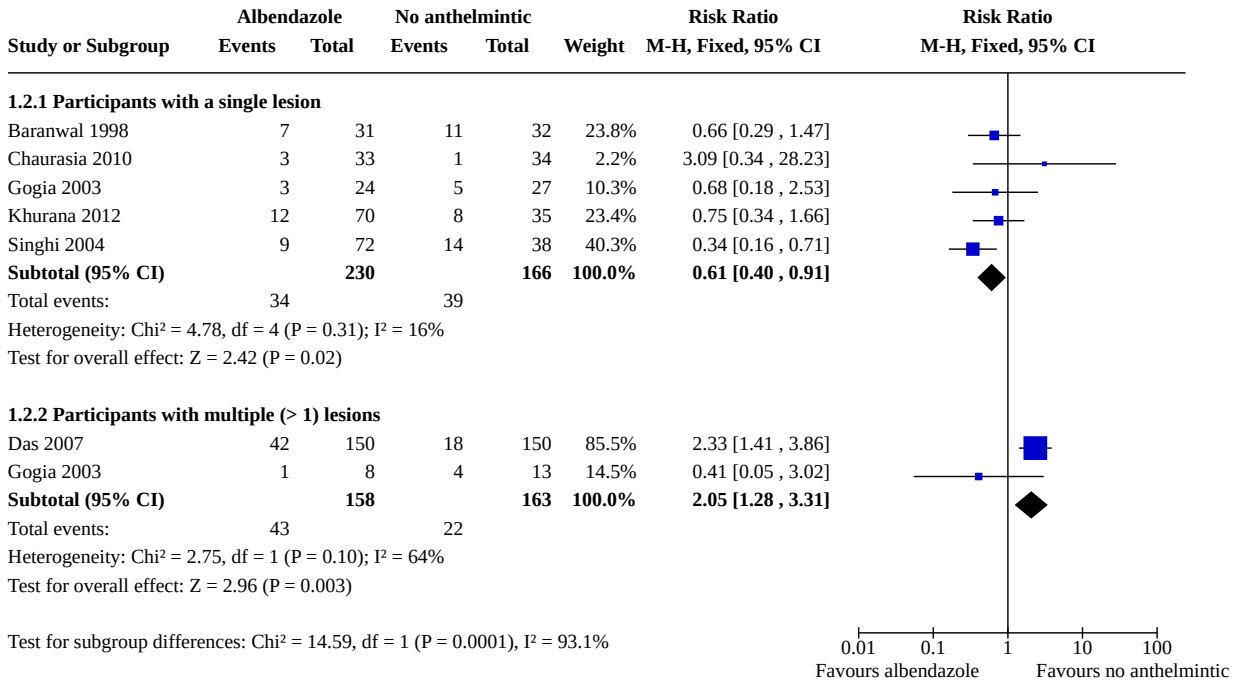 Albendazole No anthelmintic Risk Ratio Risk Ratio
Study or Subgroup Events Total Events Total Weight M-H, Fixed, 95% CI M-H, Fixed, 95% CI
1.2.1 Participants with a single lesion
Baranwal 1998 7 31 11 32 23.8% 0.66 [0.29 , 1.47]
Chaurasia 2010 3 33 1 34 2.2% 3.09 [0.34 , 28.23]
Gogia 2003 3 24 5 27 10.3% 0.68 [0.18 , 2.53]
Khurana 2012 12 70 8 35 23.4% 0.75 [0.34 , 1.66]
Singhi 2004 9 72 14 38 40.3% 0.34 [0.16 , 0.71]
Subtotal (95% CI) 230 166 100.0% 0.61 [0.40 , 0.91]
Total events: 34 39
Heterogeneity: Chi² = 4.78, df = 4 (P = 0.31); I² = 16%
Test for overall effect: Z = 2.42 (P = 0.02)
1.2.2 Participants with multiple (> 1) lesions
Das 2007 42 150 18 150 85.5% 2.33 [1.41 , 3.86]
Gogia 2003 1 8 4 13 14.5% 0.41 [0.05 , 3.02]
Subtotal (95% CI) 158 163 100.0% 2.05 [1.28 , 3.31]
Total events: 43 22
Heterogeneity: Chi² = 2.75, df = 1 (P = 0.10); I² = 64%
Test for overall effect: Z = 2.96 (P = 0.003)
Test for subgroup differences: Chi² = 14.59, df = 1 (P = 0.0001), I² = 93.1%
0.01 0.1 1 10 100
Favours albendazole Favours no anthelmintic